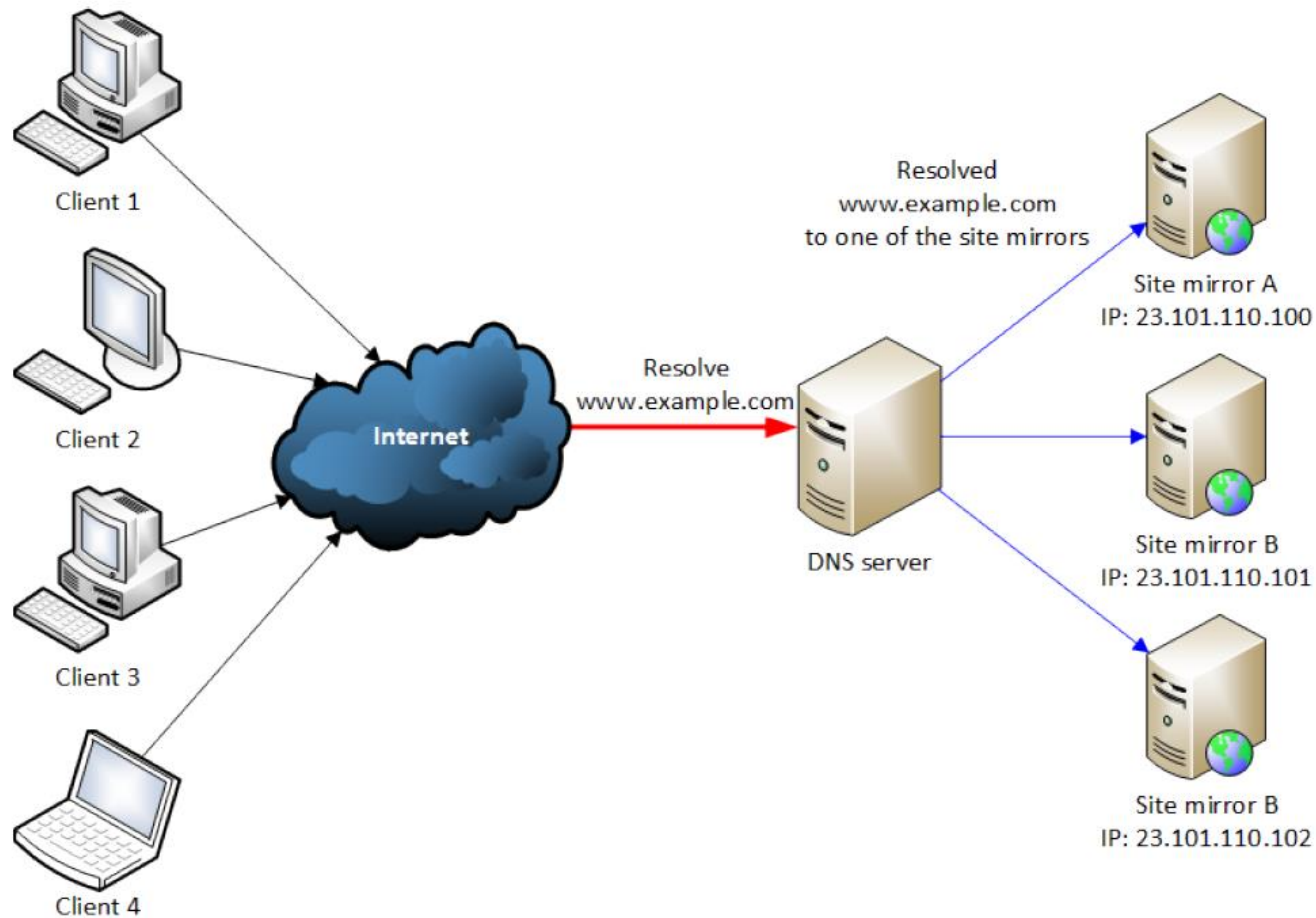 Client 1
Client 2
Client 3
Client 4
Internet
Resolve
www.example.com
DNS server
Resolved
www.example.com
to one of the site mirrors
Site mirror A
IP: 23.101.110.100
Site mirror B
IP: 23.101.110.101
Site mirror B
IP: 23.101.110.102